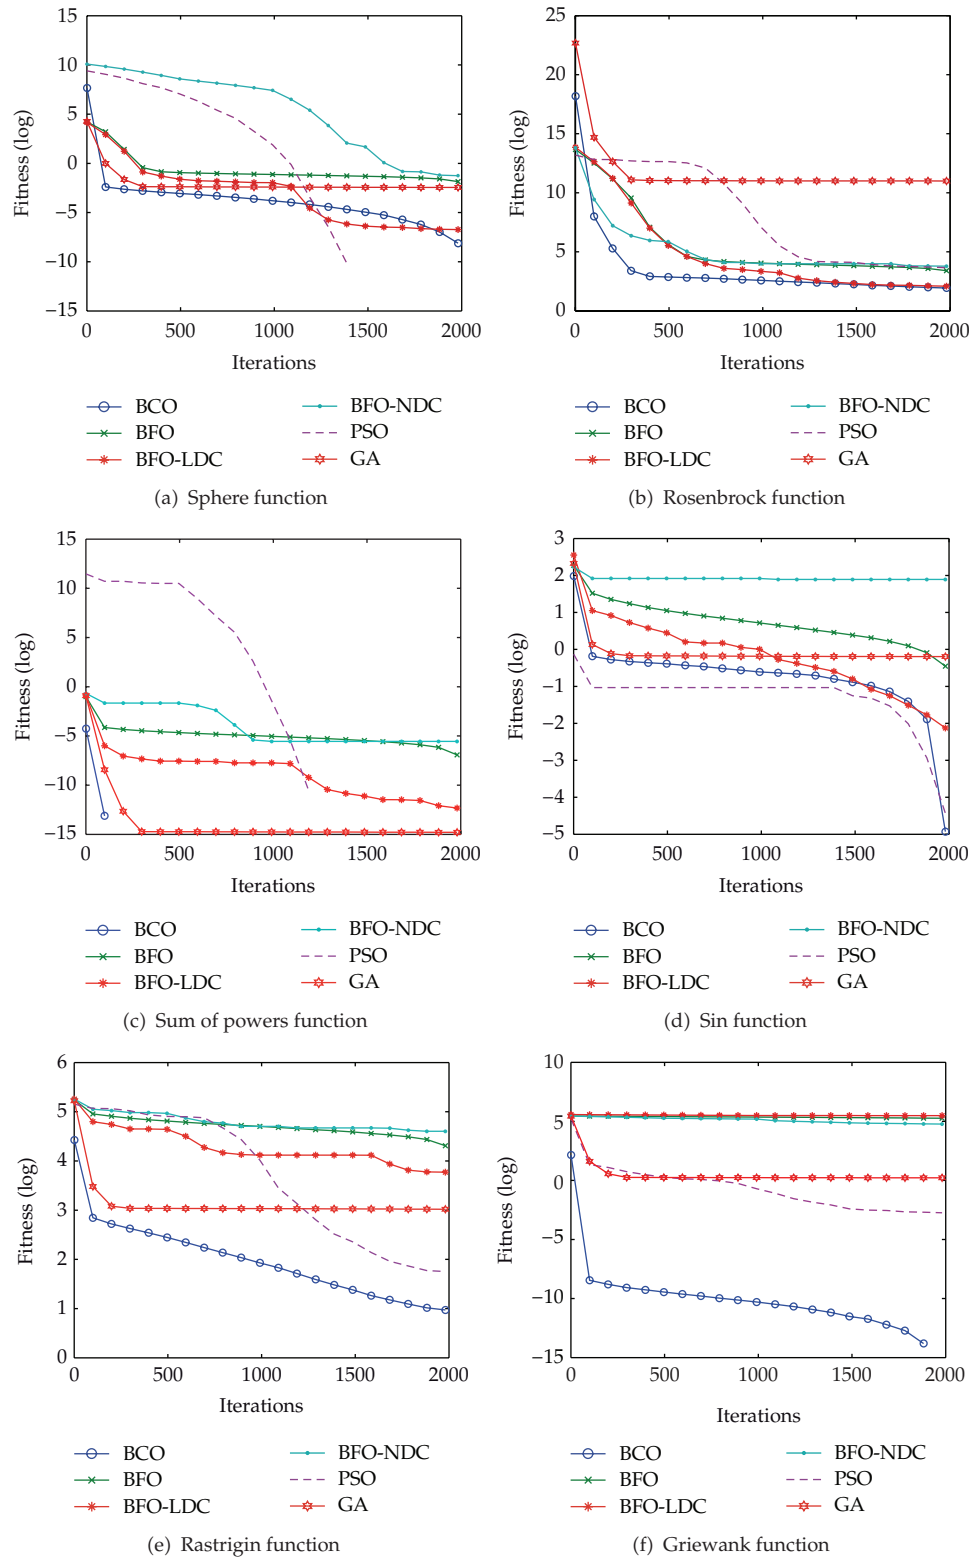 15
10
5
0
−5
−10
−15
Fitness (log)
0 500 1000 1500 2000
Iterations
BCO
BFO
BFO-LDC
BFO-NDC
PSO
GA
(a) Sphere function
25
20
15
10
5
0
Fitness (log)
0 500 1000 1500 2000
Iterations
BCO
BFO
BFO-LDC
BFO-NDC
PSO
GA
(b) Rosenbrock function
15
10
5
0
−5
−10
−15
Fitness (log)
0 500 1000 1500 2000
Iterations
BCO
BFO
BFO-LDC
BFO-NDC
PSO
GA
(c) Sum of powers function
3
2
1
0
−1
−2
−3
−4
−5
Fitness (log)
0 500 1000 1500 2000
Iterations
BCO
BFO
BFO-LDC
BFO-NDC
PSO
GA
(d) Sin function
6
5
4
3
2
1
0
Fitness (log)
0 500 1000 1500 2000
Iterations
BCO
BFO
BFO-LDC
BFO-NDC
PSO
GA
(e) Rastrigin function
10
5
0
−5
−10
−15
Fitness (log)
0 500 1000 1500 2000
Iterations
BCO
BFO
BFO-LDC
BFO-NDC
PSO
GA
(f) Griewank function